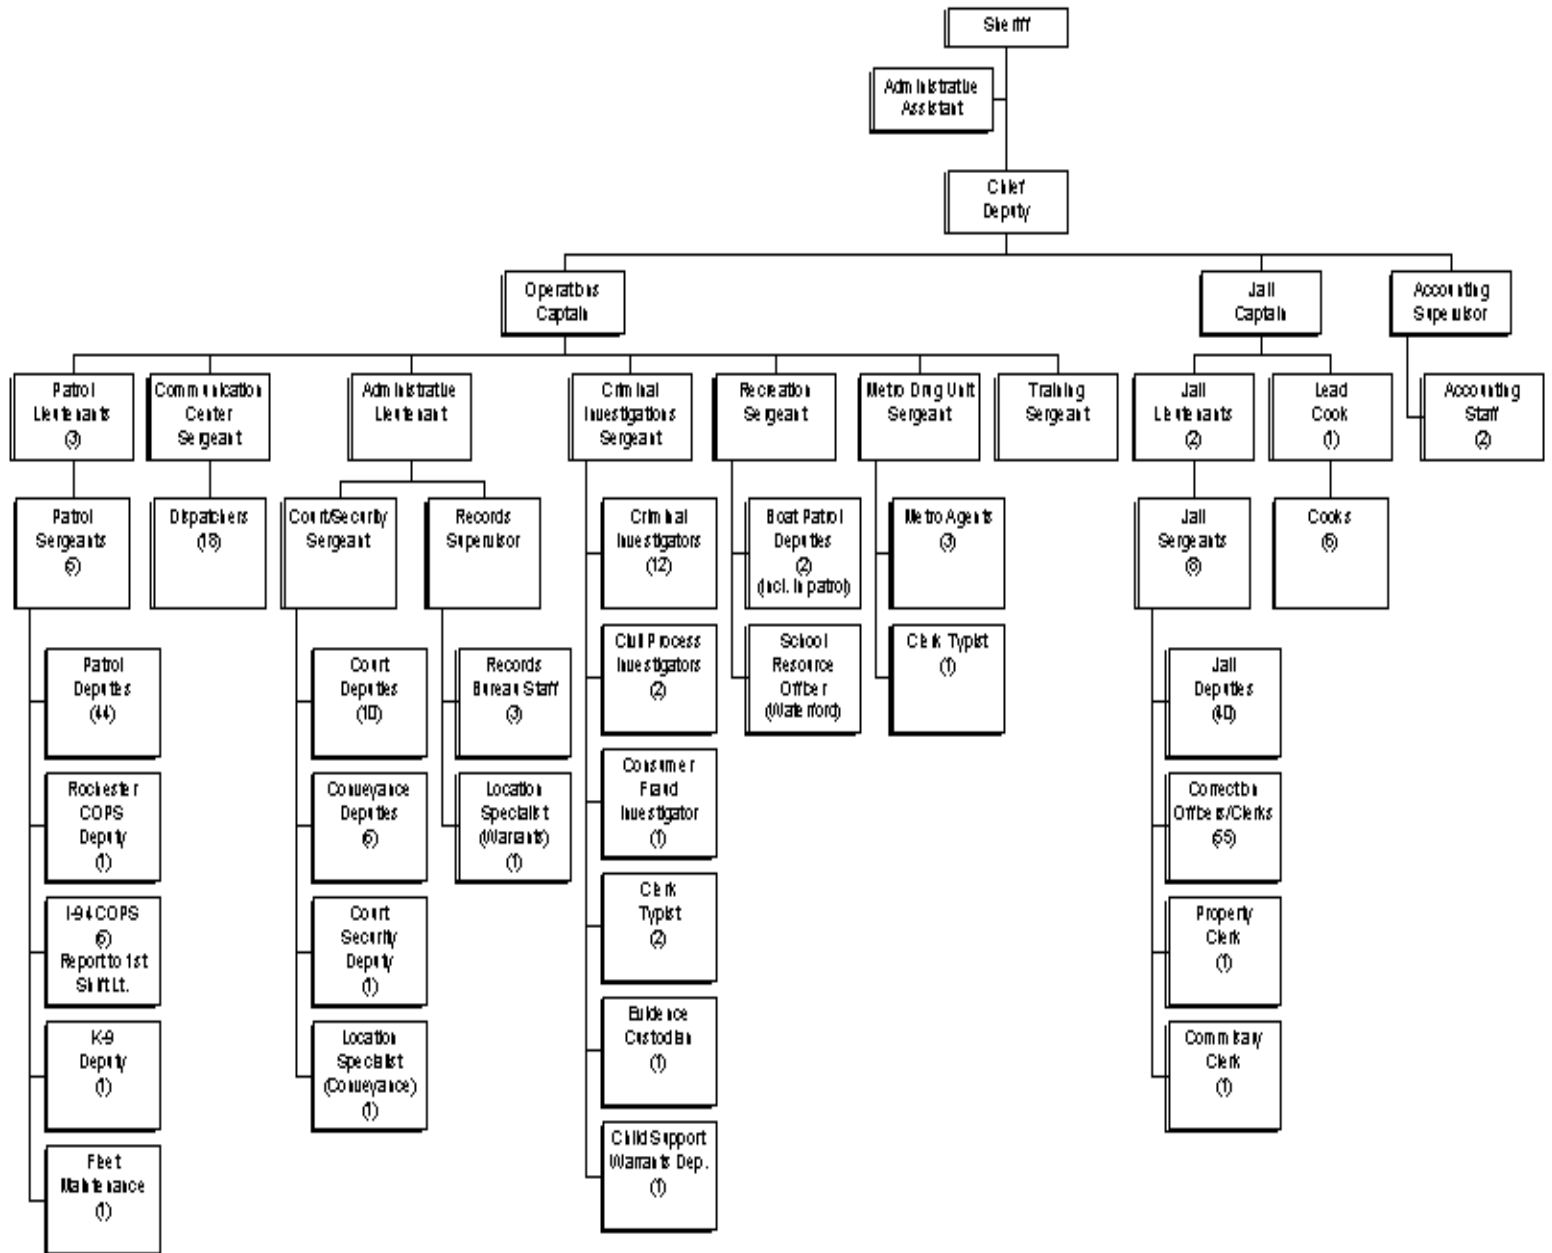 Sheriff
Administrative
Assistant
Chief
Deputy
Operations
Captain
Jail
Captain
Accounting
Supervisor
Patrol
Lieutenants
(3)
Communication
Center
Sergeant
Administrative
Lieutenant
Criminal
Investigations
Sergeant
Recreation
Sergeant
Metro Drug Unit
Sergeant
Training
Sergeant
Jail
Lieutenants
(2)
Lead
Cook
(1)
Accounting
Staff
(2)
Patrol
Sergeants
Dispatchers
(18)
Court/Security
Sergeant
Records
Supervisor
Criminal
Investigators
(12)
Boat Patrol
Deputies
(2)
(Incl. in patrol)
Metro Agents
(3)
Jail
Sergeants
Cooks
Patrol
Deputies
(44)
Court
Deputies
(10)
Records
Bureau Staff
(3)
Civil Process
Investigators
(2)
School
Resource
Officer
(Waterford)
Clerk Typist
(1)
Jail
Deputies
(40)
Rochester
COPS
Deputy
(1)
Conveyance
Deputies
Location
Specialist
(Warrants)
(1)
Consumer
Fraud
Investigator
(1)
Correction
Officers/Clerks
(55)
I-94 COPS
Report to 1st
Shift Lt.
Court
Security
Deputy
(1)
Clerk
Typist
(2)
Property
Clerk
(1)
K-9
Deputy
(1)
Location
Specialist
(Conveyance)
(1)
Evidence
Custodian
(1)
Commisary
Clerk
(1)
Fleet
Maintenance
(1)
Child Support
Warrants Dep.
(1)